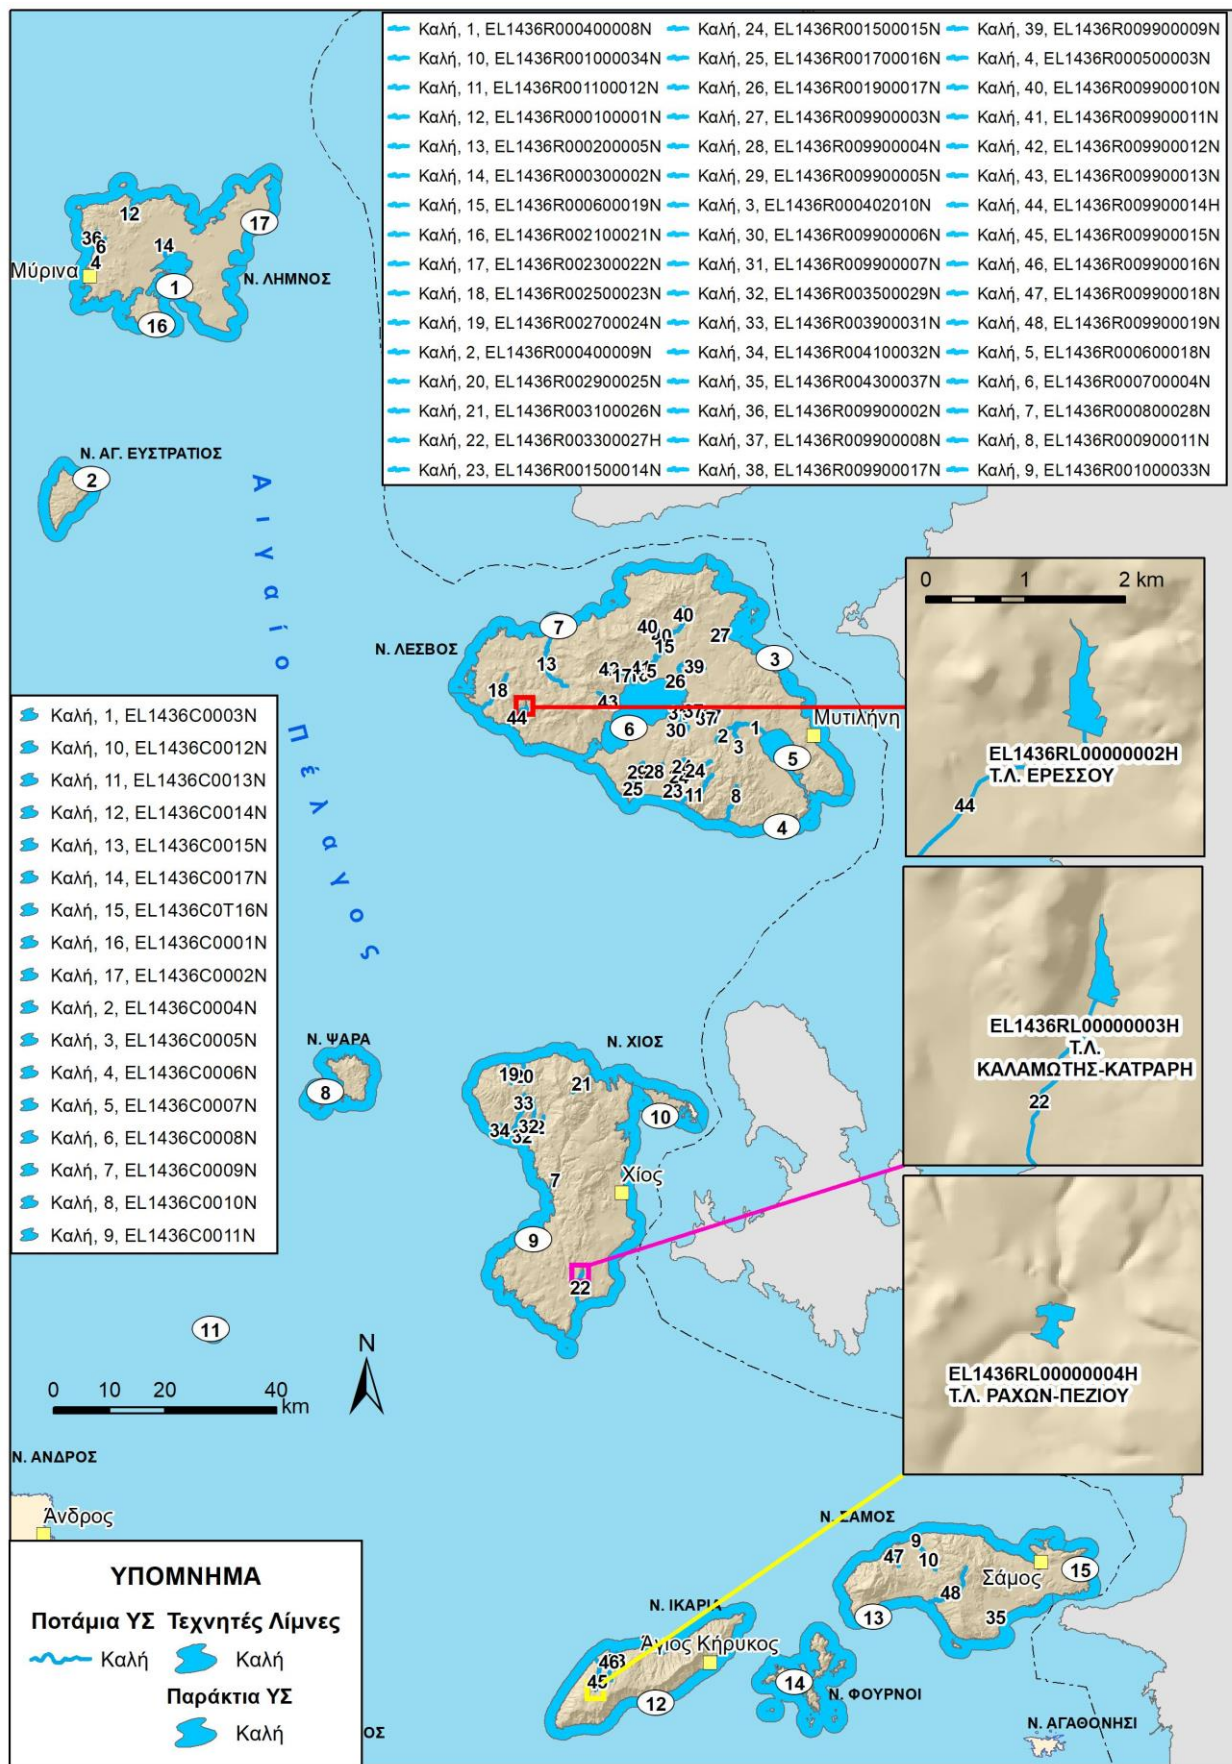 Καλή, 1, EL1436R000400008N
Καλή, 10, EL1436R001000034N
Καλή, 11, EL1436R001100012N
Καλή, 12, EL1436R000100001N
Καλή, 13, EL1436R000200005N
Καλή, 14, EL1436R000300002N
Καλή, 15, EL1436R000600019N
Καλή, 16, EL1436R002100021N
Καλή, 17, EL1436R002300022N
Καλή, 18, EL1436R002500023N
Καλή, 19, EL1436R002700024N
Καλή, 2, EL1436R000400009N
Καλή, 20, EL1436R002900025N
Καλή, 21, EL1436R003100026N
Καλή, 22, EL1436R003300027H
Καλή, 23, EL1436R001500014N
Καλή, 24, EL1436R001500015N
Καλή, 25, EL1436R001700016N
Καλή, 26, EL1436R001900017N
Καλή, 27, EL1436R009900003N
Καλή, 28, EL1436R009900004N
Καλή, 29, EL1436R009900005N
Καλή, 3, EL1436R000402010N
Καλή, 30, EL1436R009900006N
Καλή, 31, EL1436R009900007N
Καλή, 32, EL1436R003500029N
Καλή, 33, EL1436R003900031N
Καλή, 34, EL1436R004100032N
Καλή, 35, EL1436R004300037N
Καλή, 36, EL1436R009900002N
Καλή, 37, EL1436R009900008N
Καλή, 38, EL1436R009900017N
Καλή, 39, EL1436R009900009N
Καλή, 4, EL1436R000500003N
Καλή, 40, EL1436R009900010N
Καλή, 41, EL1436R009900011N
Καλή, 42, EL1436R009900012N
Καλή, 43, EL1436R009900013N
Καλή, 44, EL1436R009900014H
Καλή, 45, EL1436R009900015N
Καλή, 46, EL1436R009900016N
Καλή, 47, EL1436R009900018N
Καλή, 48, EL1436R009900019N
Καλή, 5, EL1436R000600018N
Καλή, 6, EL1436R000700004N
Καλή, 7, EL1436R000800028N
Καλή, 8, EL1436R000900011N
Καλή, 9, EL1436R001000033N
12
36
6
4
14
17
Μύρινα
1
16
Ν. ΛΗΜΝΟΣ
Ν. ΑΓ. ΕΥΣΤΡΑΤΙΟΣ
2
Αιγαίο Πέλαγος
Ν. ΛΕΣΒΟΣ
7
40
40
15
27
3
13
17
39
26
18
43
44
6
30
37
2
1
3
Μυτιλήνη
5
29
28
24
25
23
11
8
4
0 1 2 km
EL1436RL00000002H
Τ.Λ. ΕΡΕΣΣΟΥ
44
EL1436RL00000003H
Τ.Λ.
ΚΑΛΑΜΩΤΗΣ-ΚΑΤΡΑΡΗ
22
EL1436RL00000004H
Τ.Λ. ΡΑΧΩΝ-ΠΕΖΙΟΥ
Καλή, 1, EL1436C0003N
Καλή, 10, EL1436C0012N
Καλή, 11, EL1436C0013N
Καλή, 12, EL1436C0014N
Καλή, 13, EL1436C0015N
Καλή, 14, EL1436C0017N
Καλή, 15, EL1436C0T16N
Καλή, 16, EL1436C0001N
Καλή, 17, EL1436C0002N
Καλή, 2, EL1436C0004N
Καλή, 3, EL1436C0005N
Καλή, 4, EL1436C0006N
Καλή, 5, EL1436C0007N
Καλή, 6, EL1436C0008N
Καλή, 7, EL1436C0009N
Καλή, 8, EL1436C0010N
Καλή, 9, EL1436C0011N
Ν. ΨΑΡΑ
8
Ν. ΧΙΟΣ
19
20
21
33
34
32
32
10
7
Χίος
9
22
11
N
0 20 40
km
Ν. ΑΝΔΡΟΣ
Άνδρος
ΥΠΟΜΝΗΜΑ
Ποτάμια ΥΣ Τεχνητές Λίμνες
Καλή Καλή
Παράκτια ΥΣ
Καλή
ΟΣ
Ν. ΣΑΜΟΣ
9
47
10
48
Σάμος
15
13
35
Ν. ΙΚΑΡΙΑ
Άγιος Κήρυκος
46
45
12
14
Ν. ΦΟΥΡΝΟΙ
Ν. ΑΓΑΘΟΝΗΣΙ